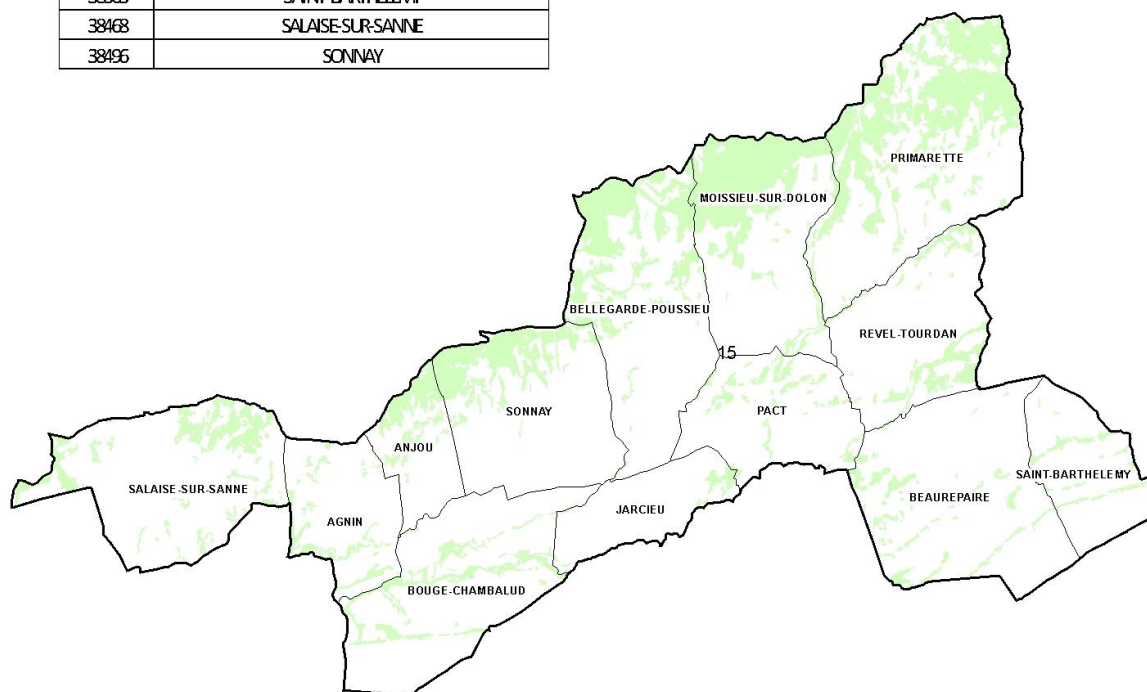 38468 SALAISE-SUR-SANNE
38496 SONNAY
PRIMARETTE
MOISSIEU-SUR-DOLON
BELLEGARDE-POUSSIEU
REVEL-TOURDAN
15
SONNAY
PACT
ANJOU
SAINT-BARTHELEMY
SALAISE-SUR-SANNE
BEAUREPAIRE
JARCIEU
AGNIN
BOUGE-CHAMBALUD